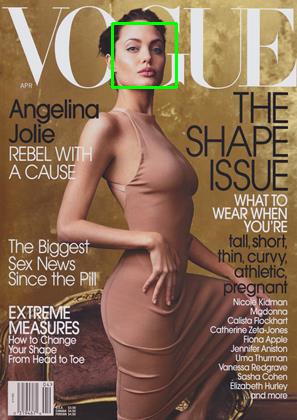 VOGUE
APR
Angelina
Jolie
REBEL WITH
A CAUSE
THE
SHAPE
ISSUE
WHAT TO
WEAR WHEN
YOU'RE
tall, short,
thin, curvy,
athletic,
pregnant
Nicole Kidman
Madonna
Calista Flockhart
Catherine Zeta-Jones
Fiona Apple
Jennifer Aniston
Uma Thurman
Vanessa Redgrave
Sasha Cohen
Elizabeth Hurley
and more
The Biggest
Sex News
Since the Pill
EXTREME
MEASURES
How to Change
Your Shape
From Head to Toe